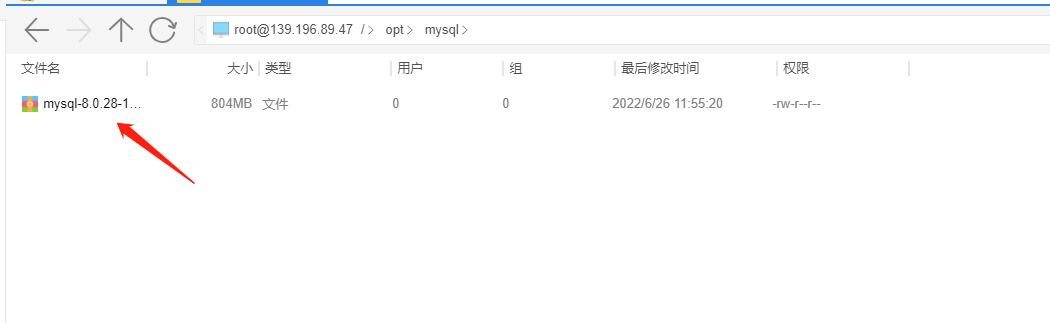 root@139.196.89.47 /> opt> mysql>
文件名 大小 类型 用户 组 最后修改时间 权限
mysql-8.0.28-1... 804MB 文件 0 0 2022/6/26 11:55:20 -rw-r--r--